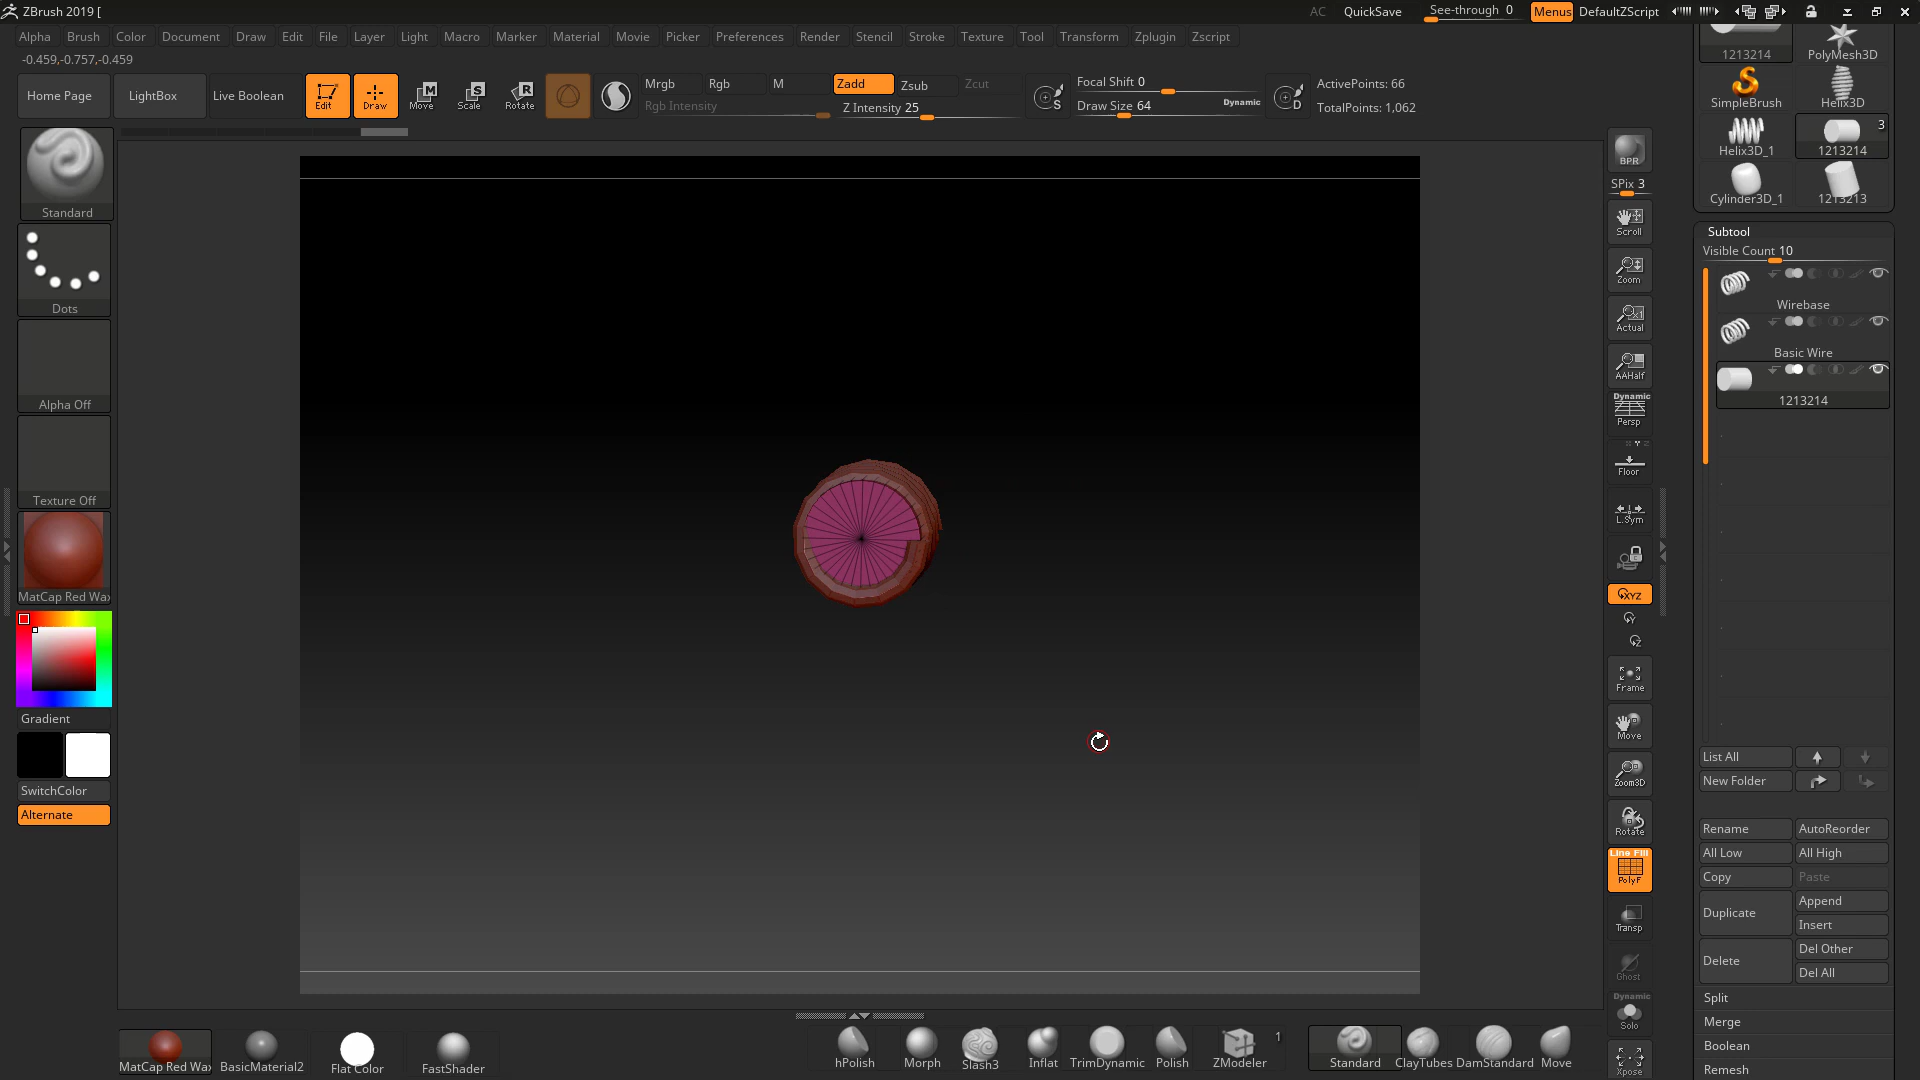 ZBrush 2019 [
AC QuickSave See-through 0 Menus DefaultZScript
Alpha Brush Color Document Draw Edit File Layer Light Macro Marker Material Movie Picker Preferences Render Stencil Stroke Texture Tool Transform Zplugin Zscript
-0.459,-0.757,-0.459
Home Page LightBox Live Boolean Edit Draw Move Scale Rotate
M S R
Mrgb Rgb M Zadd Zsub Zcut
Rgb Intensity Z Intensity 25
Focal Shift 0
Draw Size 64 Dynamic
S D
ActivePoints: 66
TotalPoints: 1,062
Standard
Dots
Alpha Off
Texture Off
MatCap Red Wax
Gradient
SwitchColor
Alternate
BPR
SPix 3
Scroll
Zoom
Actual
AAHalf
Dynamic
Persp
Floor
L.Sym
XYZ
Y
Z
Frame
Move
Zoom3D
Rotate
Line Fill
PolyF
Transp
Ghost
Dynamic
Solo
Xpose
1213214 PolyMesh3D
SimpleBrush Helix3D
3
Helix3D_1 1213214
Cylinder3D_1 1213213
Subtool
Visible Count 10
Wirebase
Basic Wire
1213214
List All
New Folder
Rename AutoReorder
All Low All High
Copy Paste
Duplicate Append
Insert
Delete Del Other
Del All
Split
Merge
Boolean
Remesh
MatCap Red Wax BasicMaterial2 Flat Color FastShader
hPolish Morph Slash3 Inflat TrimDynamic Polish ZModeler 1 Standard ClayTubes DamStandard Move